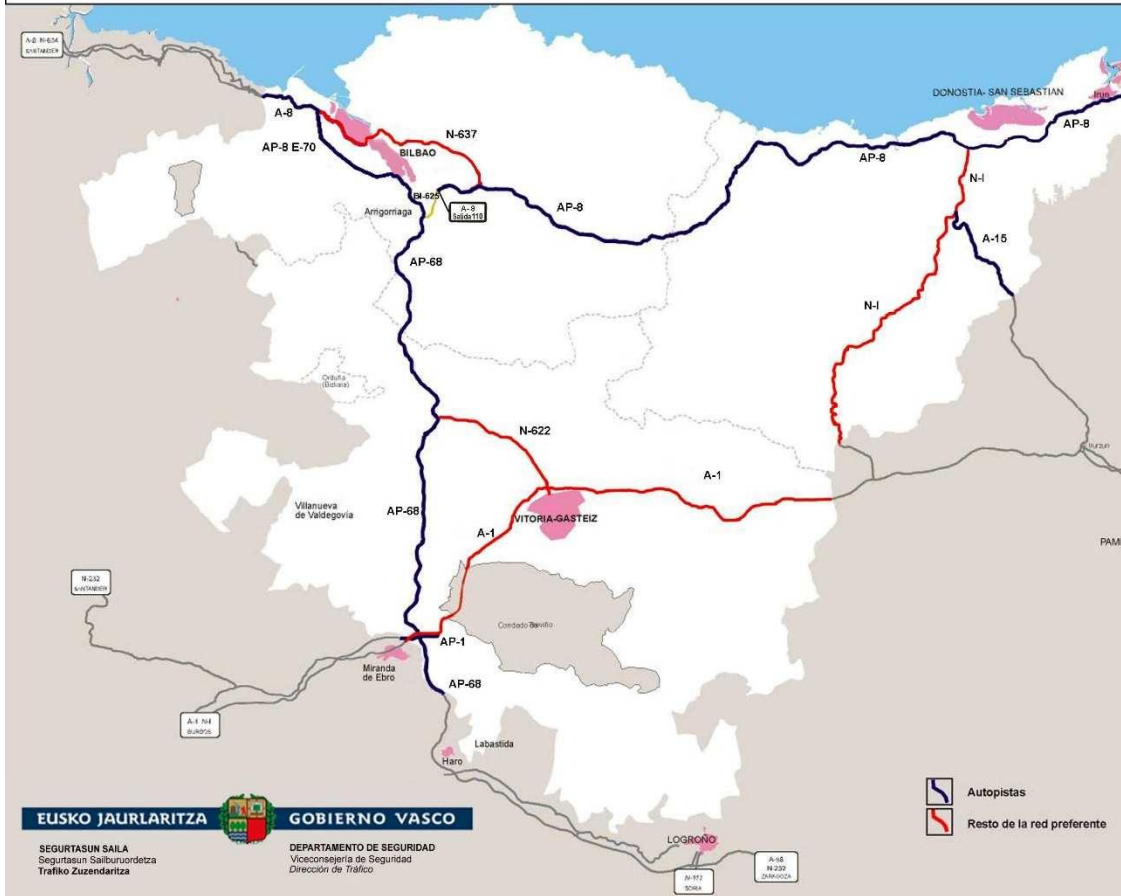 A-8 N-634
SANTANDER
DONOSTIA- SAN SEBASTIAN
Irun
A-8
N-637
AP-8
AP-8 E-70
BILBAO
AP-8
N-I
BI-625
A- 8
Salida 110
Arrigorriaga
AP-8
A-15
AP-68
N-I
Orduña
(Bizkaia)
N-622
A-1
Villanueva
de Valdegovia
AP-68
VITORIA-GASTEIZ
A-1
PAM
N-232
SANTANDER
Condado de Treviño
AP-1
Miranda
de Ebro
AP-68
A-1 N-I
BURGOS
Labastida
Haro
Autopistas
Resto de la red preferente
EUSKO JAURLARITZA
GOBIERNO VASCO
SEGURTASUN SAILA
Segurtasun Sailburuordetza
Trafiko Zuzendaritza
DEPARTAMENTO DE SEGURIDAD
Viceconsejería de Seguridad
Dirección de Tráfico
LOGROÑO
A-68
N-232
ZARAGOZA
N-111
SORIA